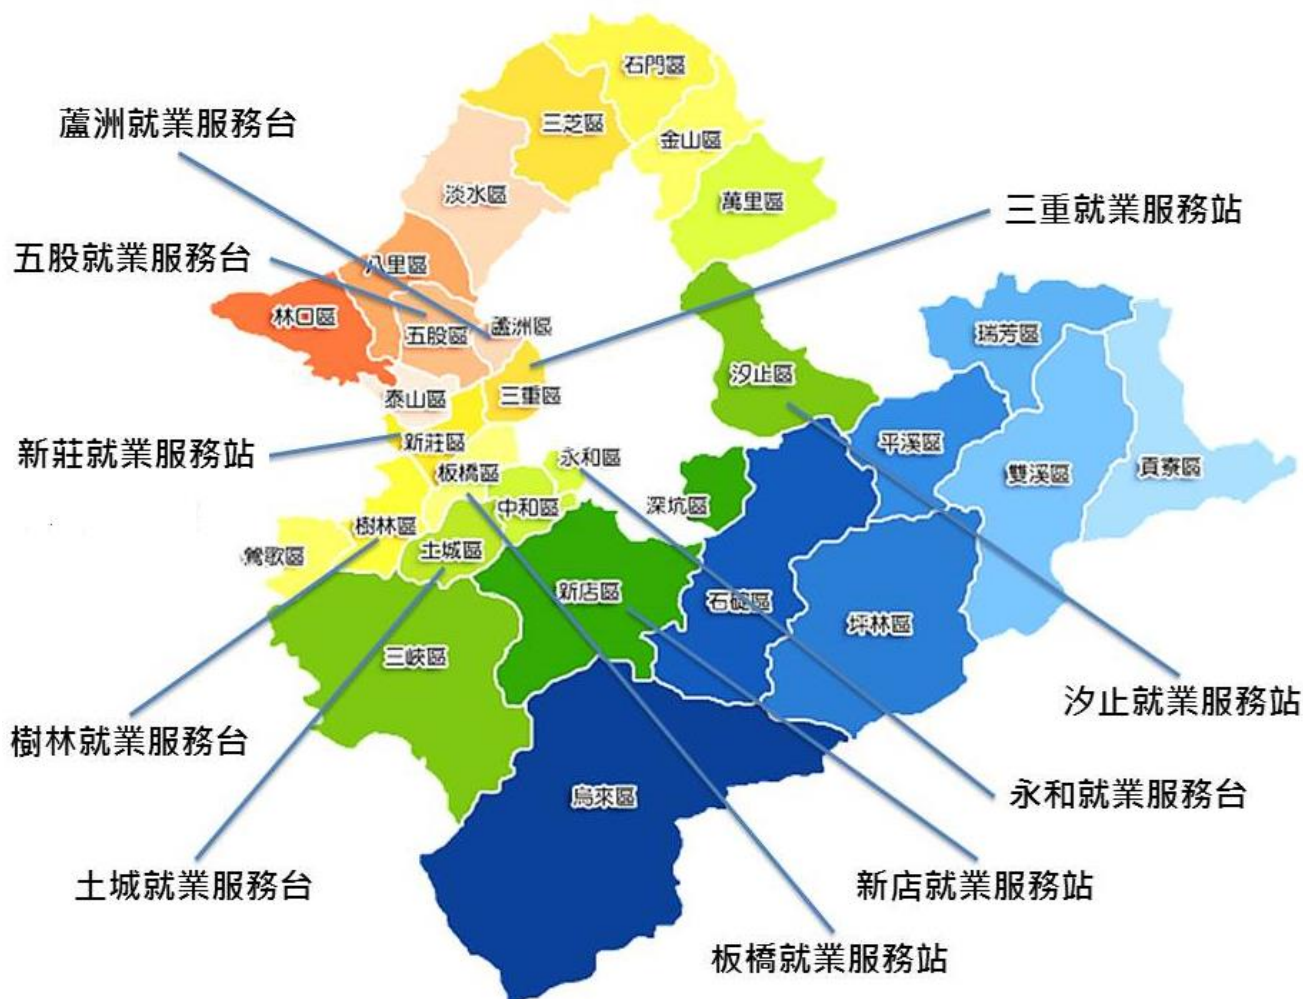 石門區
蘆洲就業服務台
三芝區
金山區
淡水區
萬里區
三重就業服務站
五股就業服務台
八里區
林口區
蘆洲區
五股區
瑞芳區
汐止區
泰山區
三重區
新莊區
平溪區
新莊就業服務站
板橋區
永和區
雙溪區
貢寮區
中和區
深坑區
樹林區
鶯歌區
土城區
新店區
石碇區
坪林區
三峽區
汐止就業服務站
樹林就業服務台
烏來區
永和就業服務台
土城就業服務台
新店就業服務站
板橋就業服務站